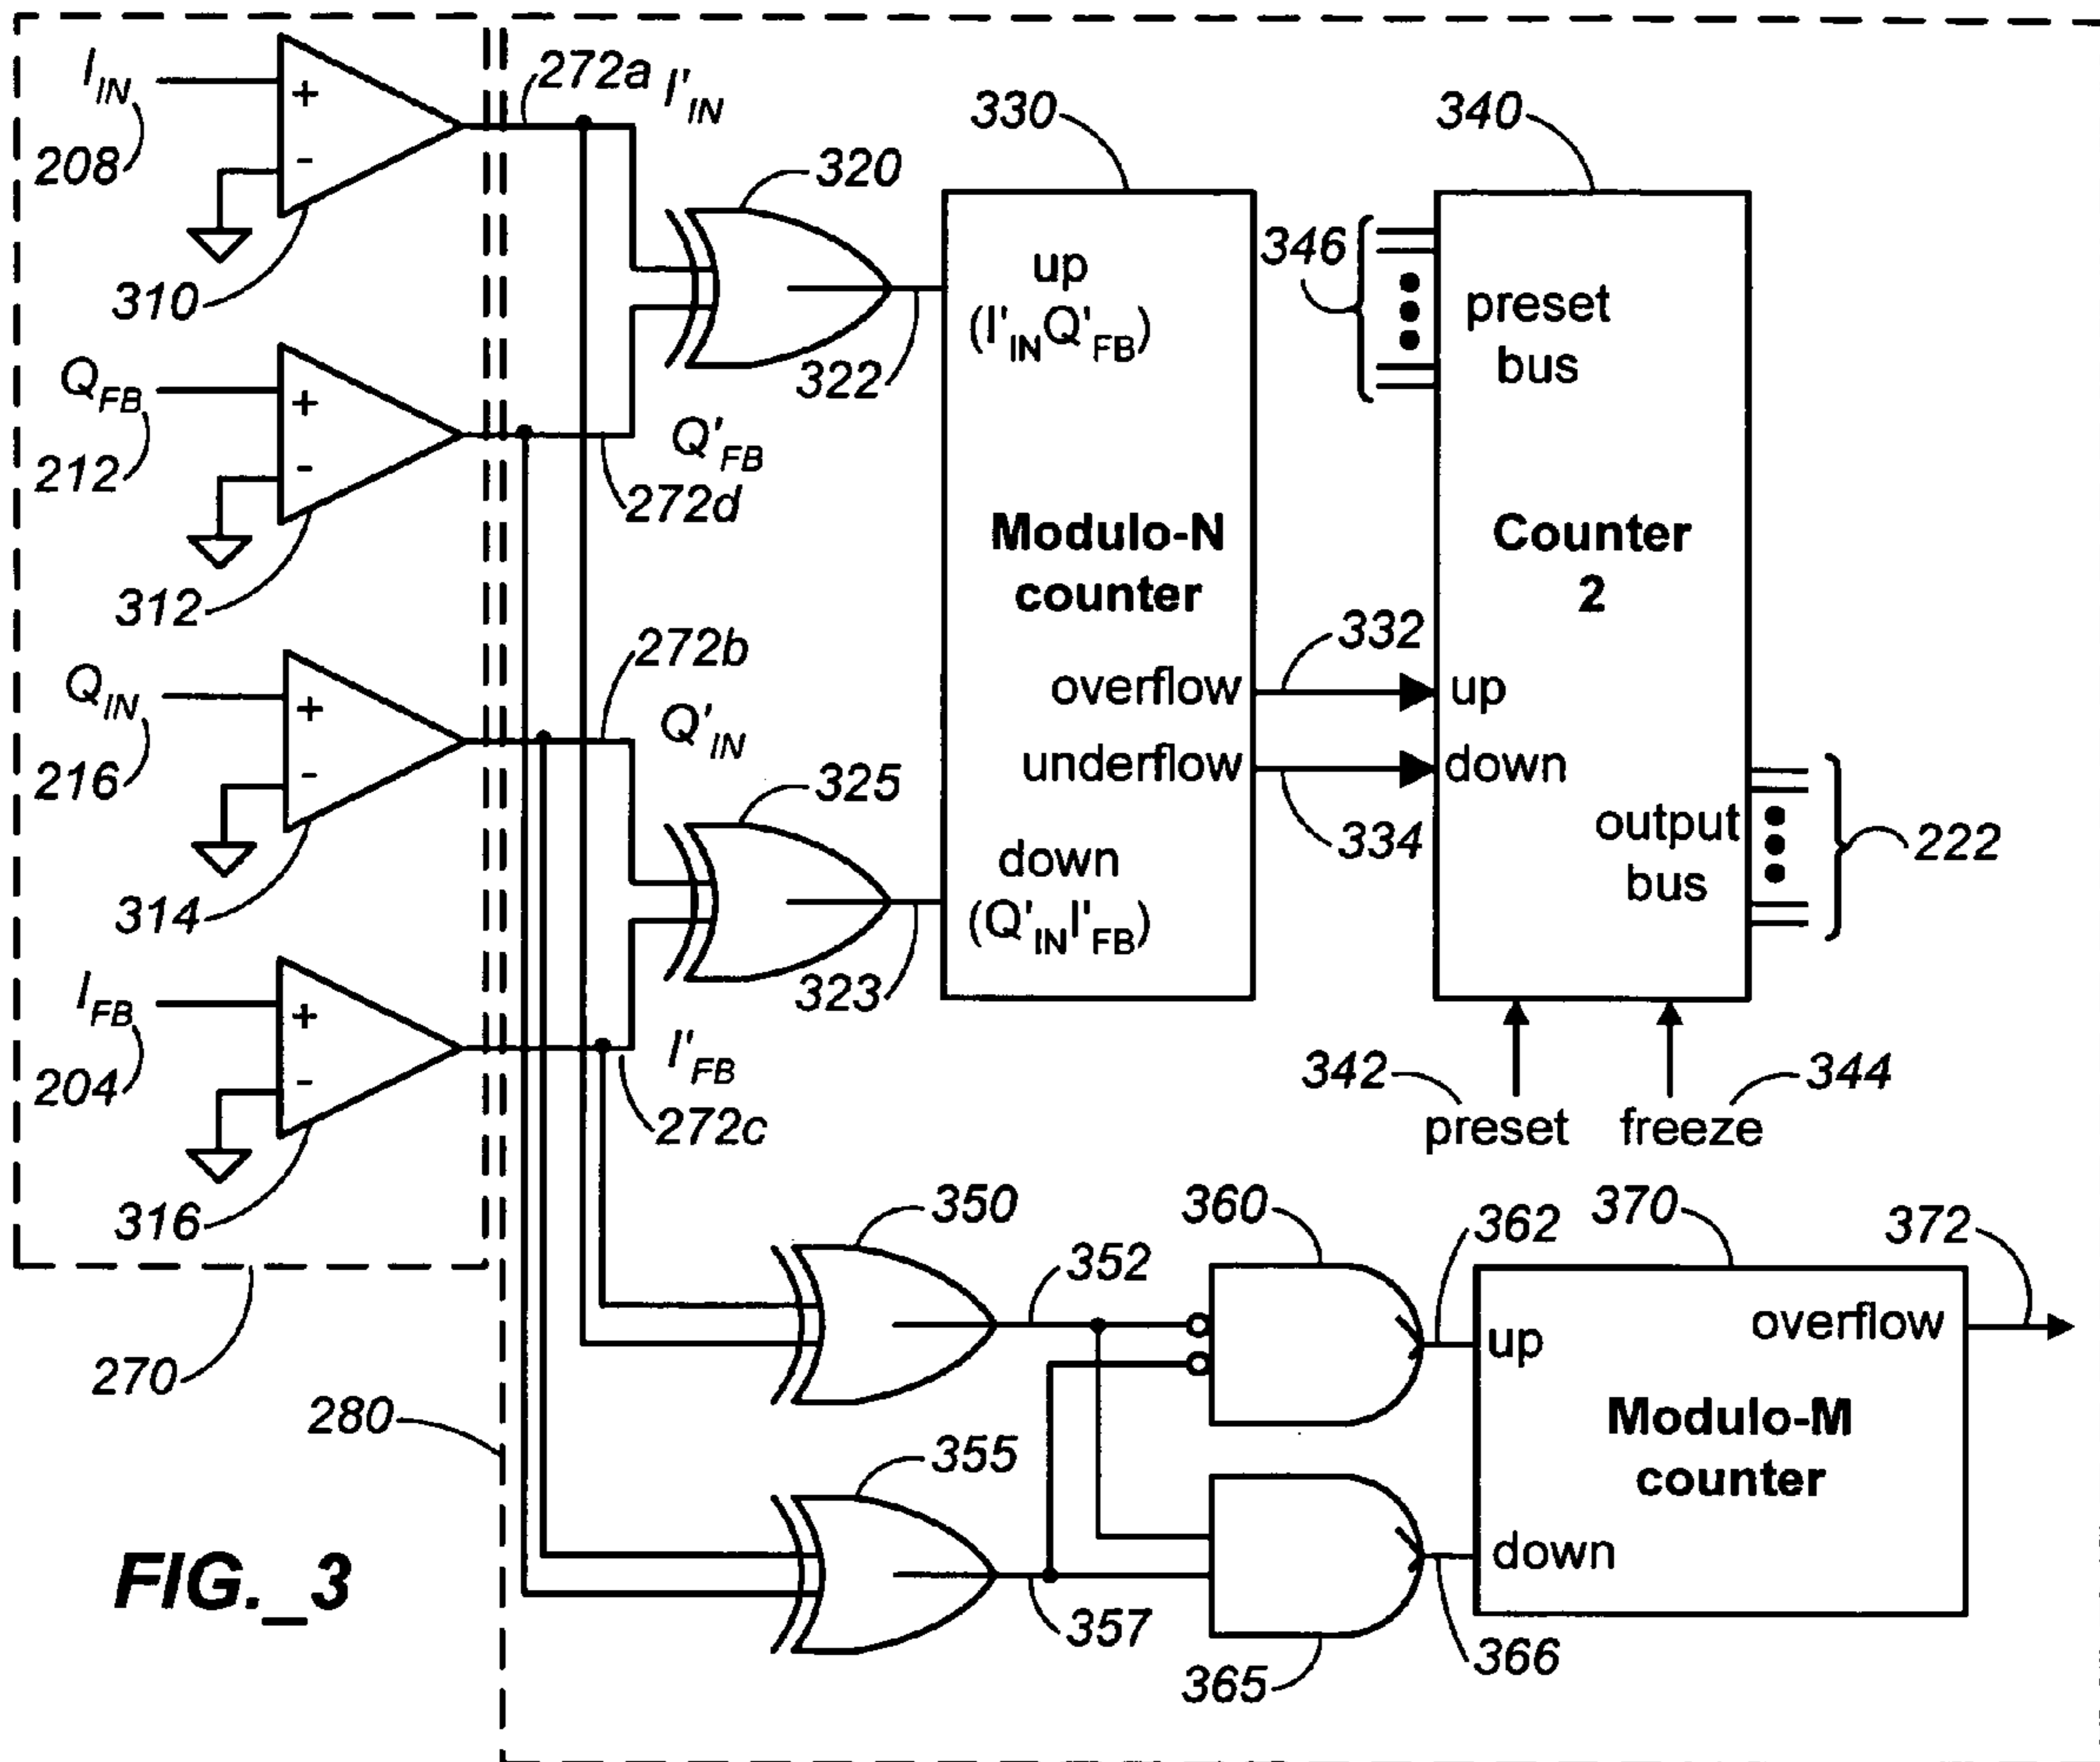 I_IN
208
+
-
310
272a
I'_IN
320
322
Q_FB
212
+
-
312
Q'_FB
272d
Q_IN
216
+
-
314
272b
Q'_IN
325
323
I_FB
204
+
-
316
I'_FB
272c
270
280
330
up
(I'_IN Q'_FB)
Modulo-N
counter
overflow
underflow
down
(Q'_IN I'_FB)
332
334
340
346
preset
bus
Counter
2
up
down
output
bus
222
342
preset
344
freeze
350
352
355
357
360
362
365
366
370
372
up
overflow
Modulo-M
counter
down
FIG._3